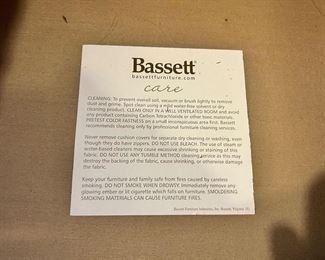 Bassett
bassettfurniture.com
care
CLEANING: To prevent overall soil, vacuum or brush lightly to remove
dust and grime. Spot clean using a mild water-free solvent or dry
cleaning product. CLEAN ONLY IN A WELL VENTILATED ROOM and avoid
any product containing Carbon Tetrachloride or other toxic materials.
PRETEST COLOR FASTNESS on a small inconspicuous area first. Bassett
recommends cleaning only by professional furniture cleaning services.
Never remove cushion covers for separate dry cleaning or washing, even
though they do have zippers. DO NOT USE BLEACH. The use of steam or
water-based cleaners may cause excessive shrinking or staining of this
fabric. DO NOT USE ANY TUMBLE METHOD cleaning service as this may
destroy the backing of the fabric, cause shrinking, or otherwise damage
the fabric.
Keep your furniture and family safe from fires caused by careless
smoking. DO NOT SMOKE WHEN DROWSY. Immediately remove any
glowing ember or lit cigarette which falls on furniture. SMOLDERING
SMOKING MATERIALS CAN CAUSE FURNITURE FIRES.
Bassett Furniture Industries, Inc. Bassett, Virginia